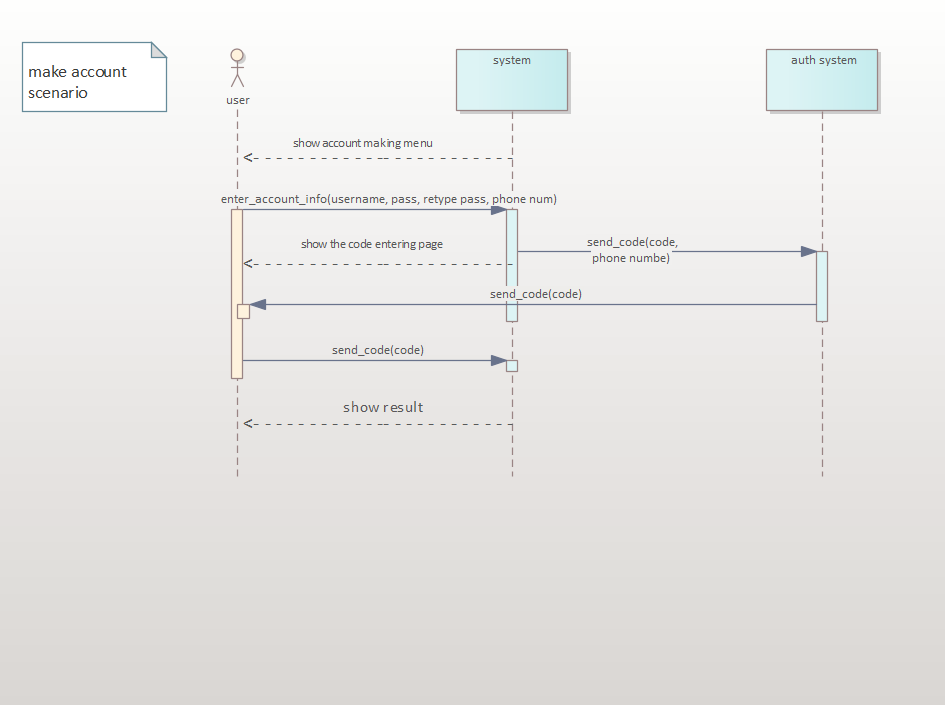 make account
scenario
user
system
auth system
show account making menu
enter_account_info(username, pass, retype pass, phone num)
show the code entering page
send_code(code,
phone numbe)
send_code(code)
send_code(code)
show result